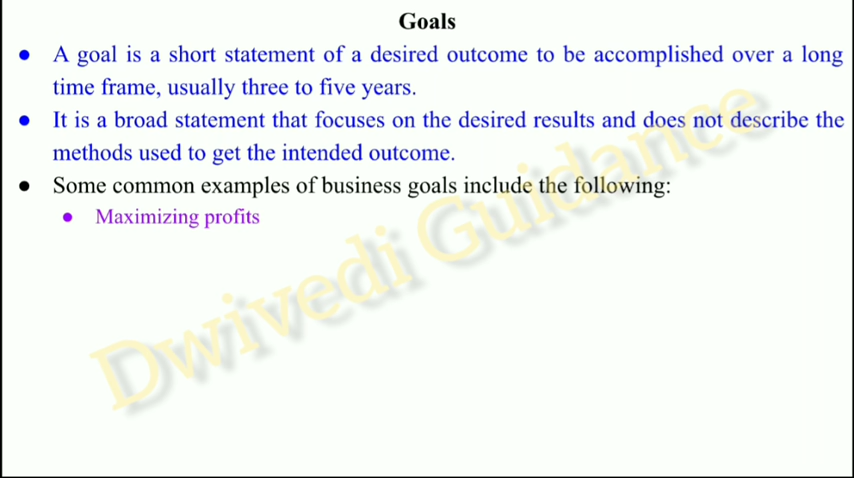 Goals
● A goal is a short statement of a desired outcome to be accomplished over a long
time frame, usually three to five years.
● It is a broad statement that focuses on the desired results and does not describe the
methods used to get the intended outcome.
● Some common examples of business goals include the following:
● Maximizing profits
Dwivedi Guidance